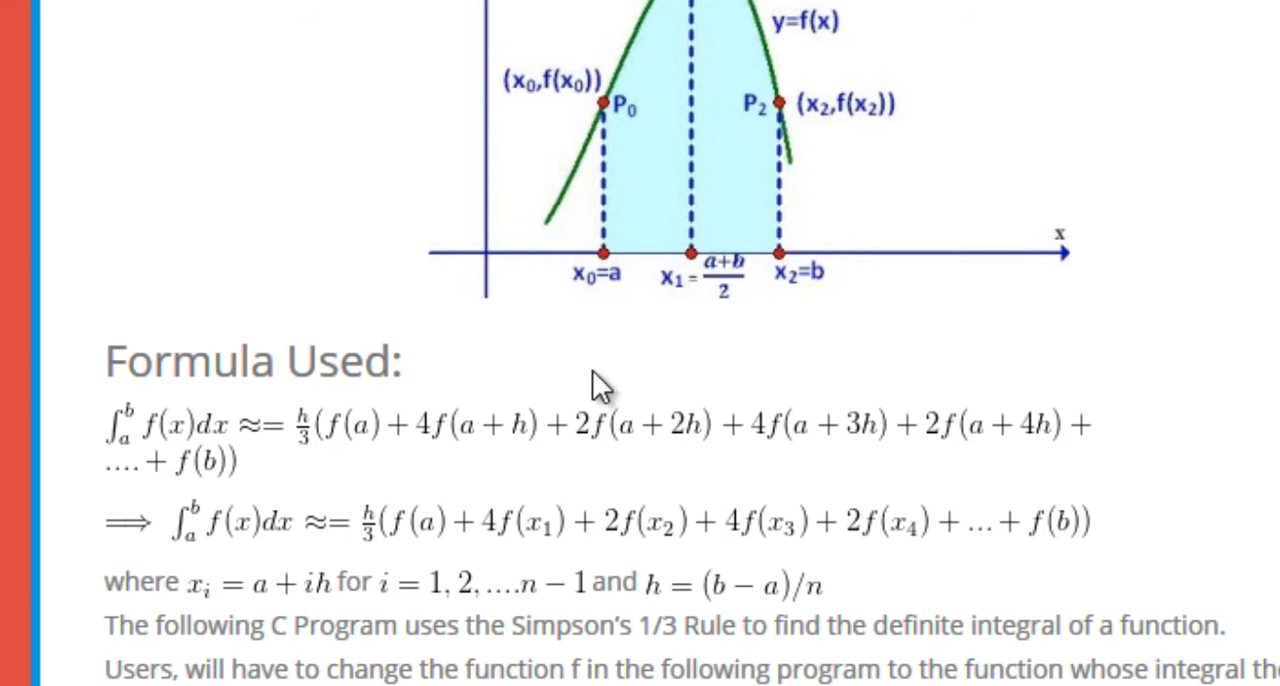 y=f(x)
(x₀,f(x₀))
P₀
P₂ (x₂,f(x₂))
x
x₀=a x₁ = a+b/2 x₂=b
Formula Used:
∫ₐᵇ f(x)dx ≈= h/3(f(a) + 4f(a + h) + 2f(a + 2h) + 4f(a + 3h) + 2f(a + 4h) +
.... + f(b))
⟹ ∫ₐᵇ f(x)dx ≈= h/3(f(a) + 4f(x₁) + 2f(x₂) + 4f(x₃) + 2f(x₄) + ... + f(b))
where xᵢ = a + ih for i = 1, 2, ....n − 1 and h = (b − a)/n
The following C Program uses the Simpson’s 1/3 Rule to find the definite integral of a function.
Users, will have to change the function f in the following program to the function whose integral